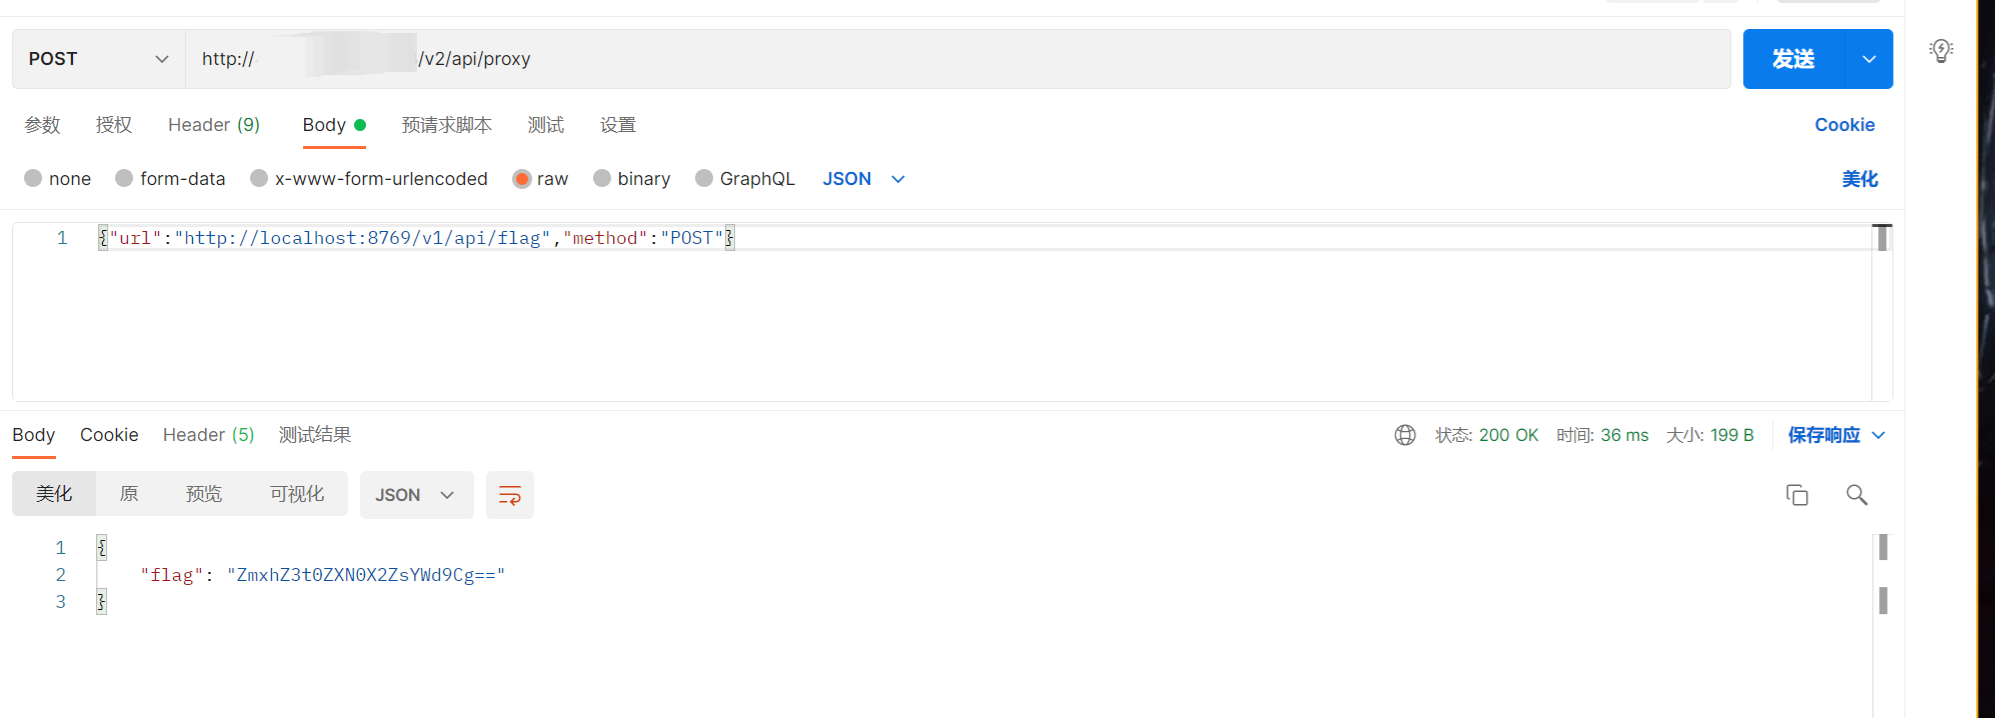 POST http:// /v2/api/proxy 发送
参数 授权 Header (9) Body 预请求脚本 测试 设置 Cookie
none form-data x-www-form-urlencoded raw binary GraphQL JSON 美化
1 {"url":"http://localhost:8769/v1/api/flag","method":"POST"}
Body Cookie Header (5) 测试结果 状态: 200 OK 时间: 36 ms 大小: 199 B 保存响应
美化 原 预览 可视化 JSON
1 {
2 "flag": "ZmxhZ3t0ZXN0X2ZsYWd9Cg=="
3 }